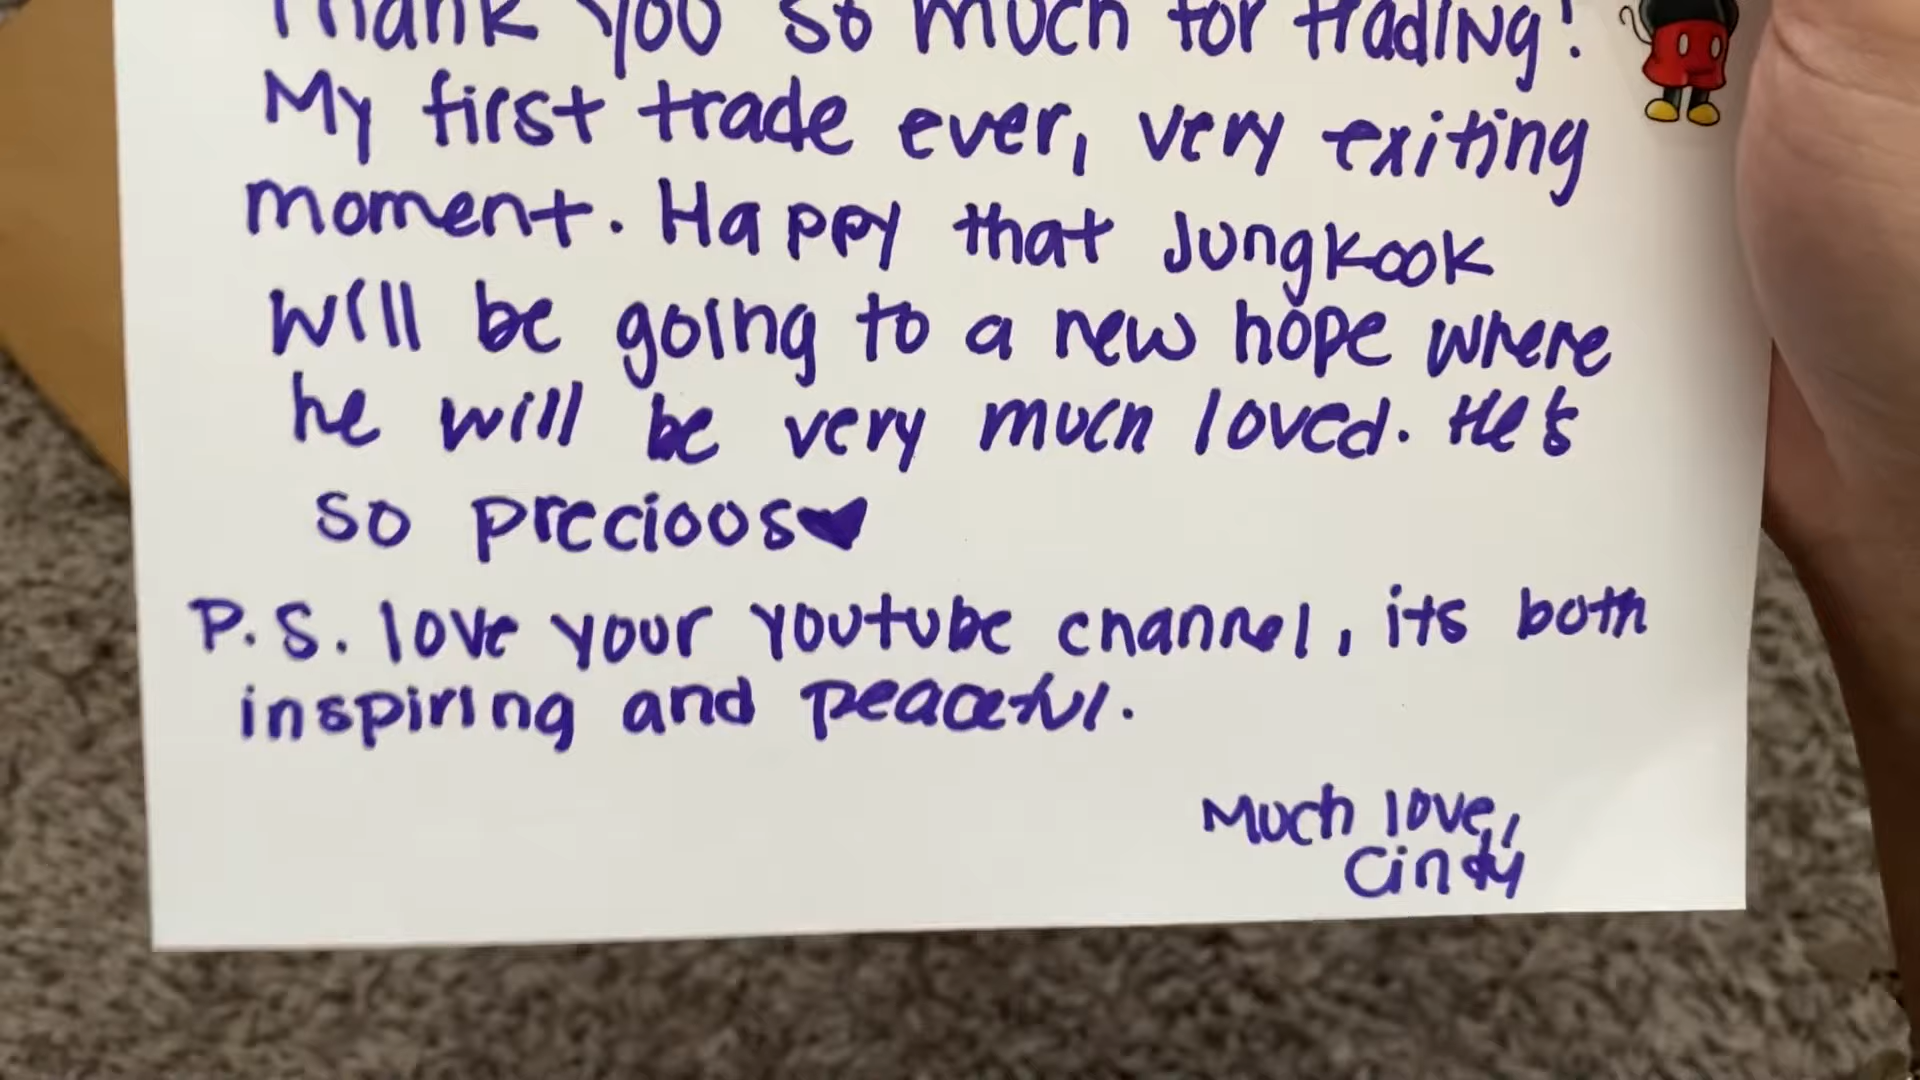 Thank you so much for trading!
My first trade ever, very exiting
moment. Happy that Jungkook
will be going to a new hope where
he will be very much loved. He's
so precious♥
P.S. love your youtube channel, its both
inspiring and peaceful.
Much love,
Cindy